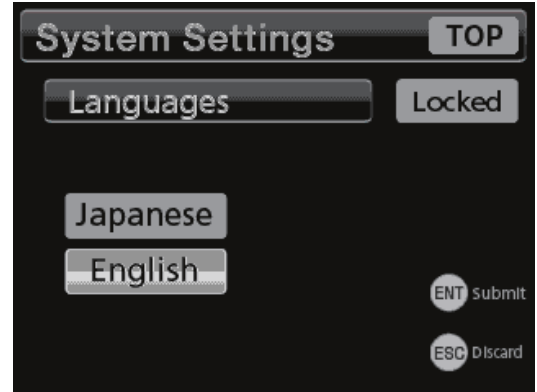 System Settings TOP
Languages Locked
Japanese
English
ENT Submit
ESC Discard